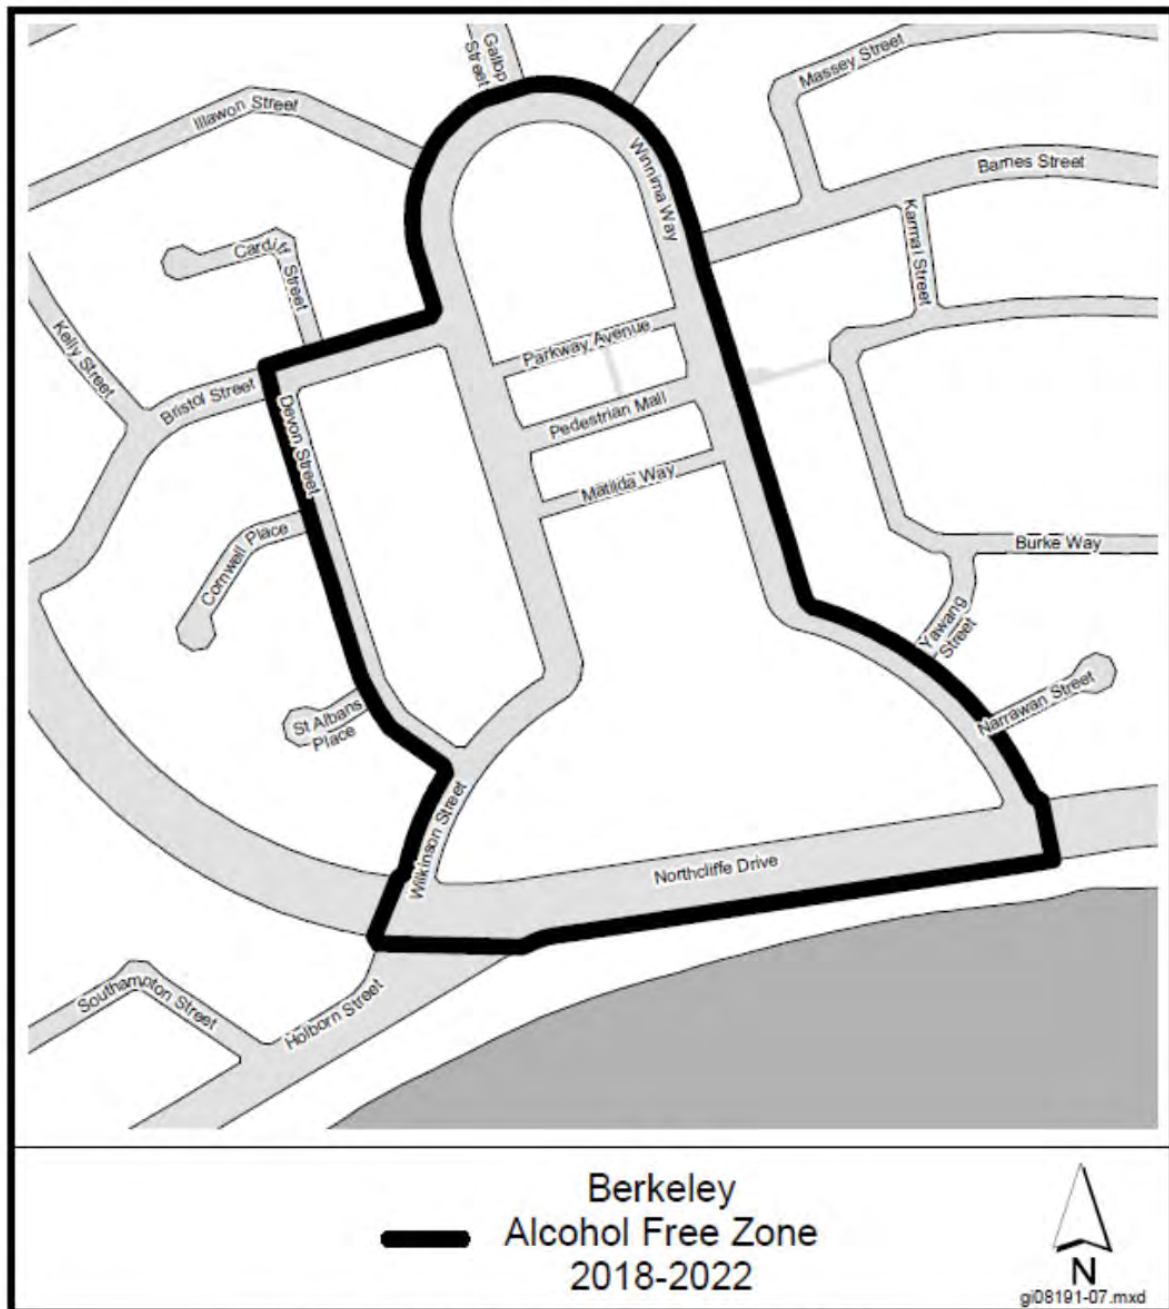 Gallop
Street
Massey Street
Illawon Street
Winnima Way
Barnes Street
Karmal Street
Cardiff Street
Kelly Street
Parkway Avenue
Bristol Street
Devon Street
Pedestrian Mall
Matilda Way
Cornwell Place
Burke Way
Yawang
Street
Narrawan Street
St Albans
Place
Wilkinson Street
Northcliffe Drive
Southampton Street
Holborn Street
Berkeley
Alcohol Free Zone
2018-2022
N
gi08191-07.mxd